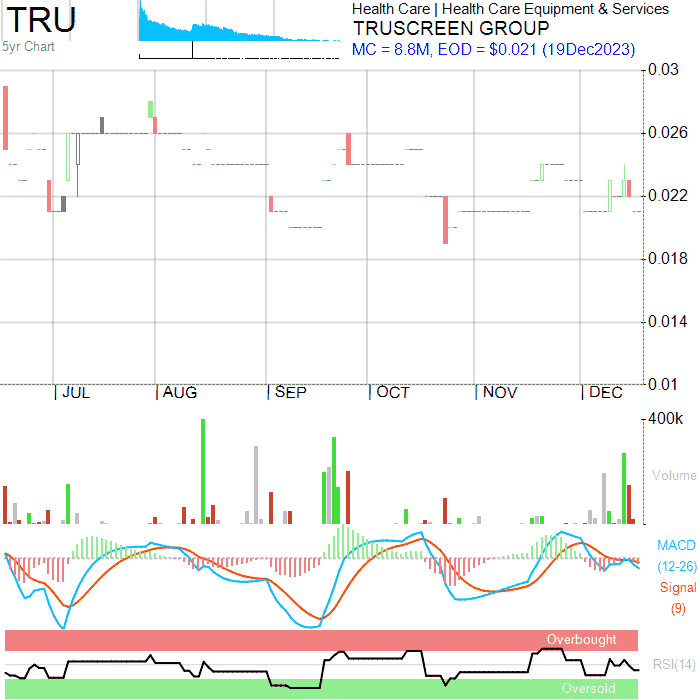 TRU
5yr Chart
Health Care | Health Care Equipment & Services
TRUSCREEN GROUP
MC = 8.8M, EOD = $0.021 (19Dec2023)
0.03
0.026
0.022
0.018
0.014
0.01
| JUL | AUG | SEP | OCT | NOV | DEC
400k
Volume
MACD
(12-26)
Signal
(9)
Overbought
RSI(14)
Oversold